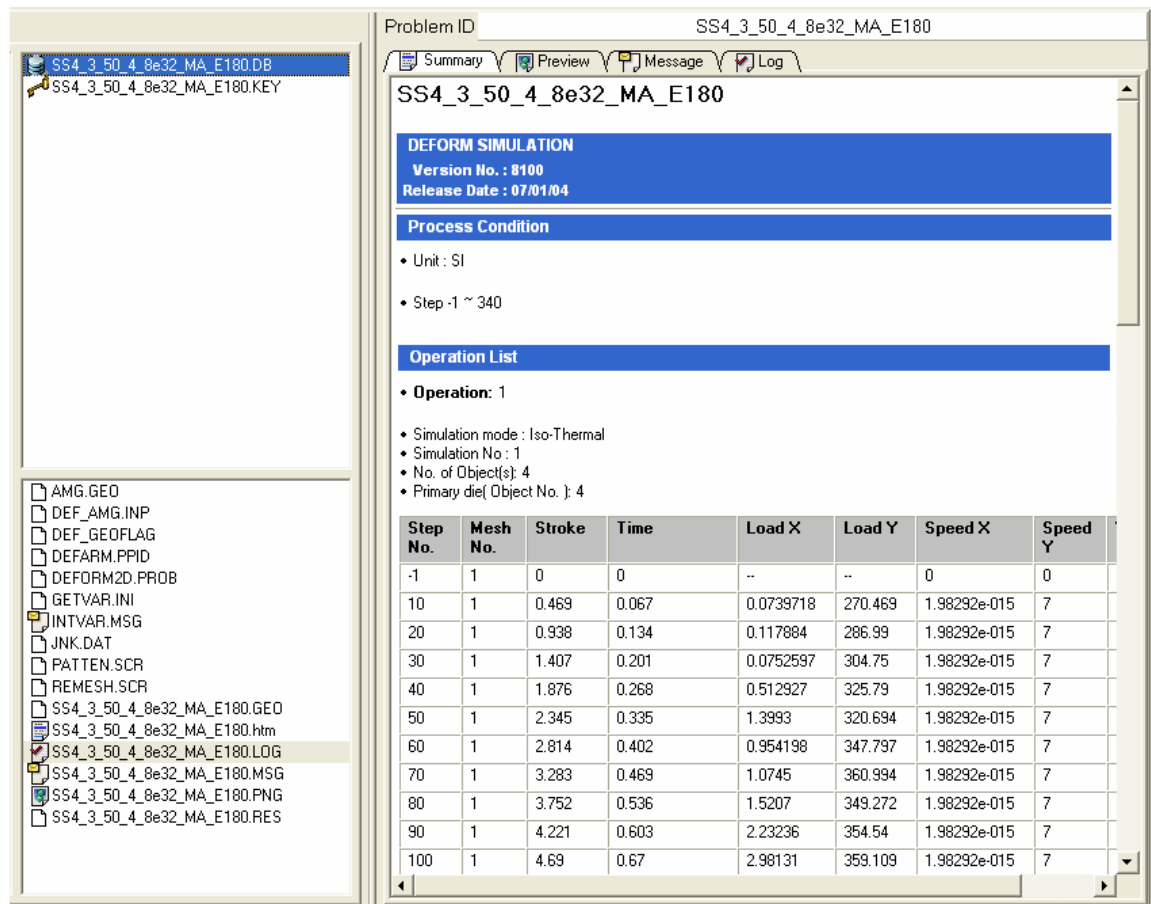 Problem ID SS4_3_50_4_8e32_MA_E180
SS4_3_50_4_8e32_MA_E180.DB
SS4_3_50_4_8e32_MA_E180.KEY
Summary Preview Message Log
SS4_3_50_4_8e32_MA_E180
DEFORM SIMULATION
Version No. : 8100
Release Date : 07/01/04
Process Condition
• Unit : SI
• Step -1 ~ 340
Operation List
• Operation: 1
• Simulation mode : Iso-Thermal
• Simulation No : 1
• No. of Object(s): 4
• Primary die( Object No. ): 4
AMG.GEO
DEF_AMG.INP
DEF_GEOFLAG
DEFARM.PPID
DEFORM2D.PROB
GETVAR.INI
INTVAR.MSG
JNK.DAT
PATTEN.SCR
REMESH.SCR
SS4_3_50_4_8e32_MA_E180.GEO
SS4_3_50_4_8e32_MA_E180.htm
SS4_3_50_4_8e32_MA_E180.LOG
SS4_3_50_4_8e32_MA_E180.MSG
SS4_3_50_4_8e32_MA_E180.PNG
SS4_3_50_4_8e32_MA_E180.RES
Step No. Mesh No. Stroke Time Load X Load Y Speed X Speed Y
-1 1 0 0 -- -- 0 0
10 1 0.469 0.067 0.0739718 270.469 1.98292e-015 7
20 1 0.938 0.134 0.117884 286.99 1.98292e-015 7
30 1 1.407 0.201 0.0752597 304.75 1.98292e-015 7
40 1 1.876 0.268 0.512927 325.79 1.98292e-015 7
50 1 2.345 0.335 1.3993 320.694 1.98292e-015 7
60 1 2.814 0.402 0.954198 347.797 1.98292e-015 7
70 1 3.283 0.469 1.0745 360.994 1.98292e-015 7
80 1 3.752 0.536 1.5207 349.272 1.98292e-015 7
90 1 4.221 0.603 2.23236 354.54 1.98292e-015 7
100 1 4.69 0.67 2.98131 359.109 1.98292e-015 7